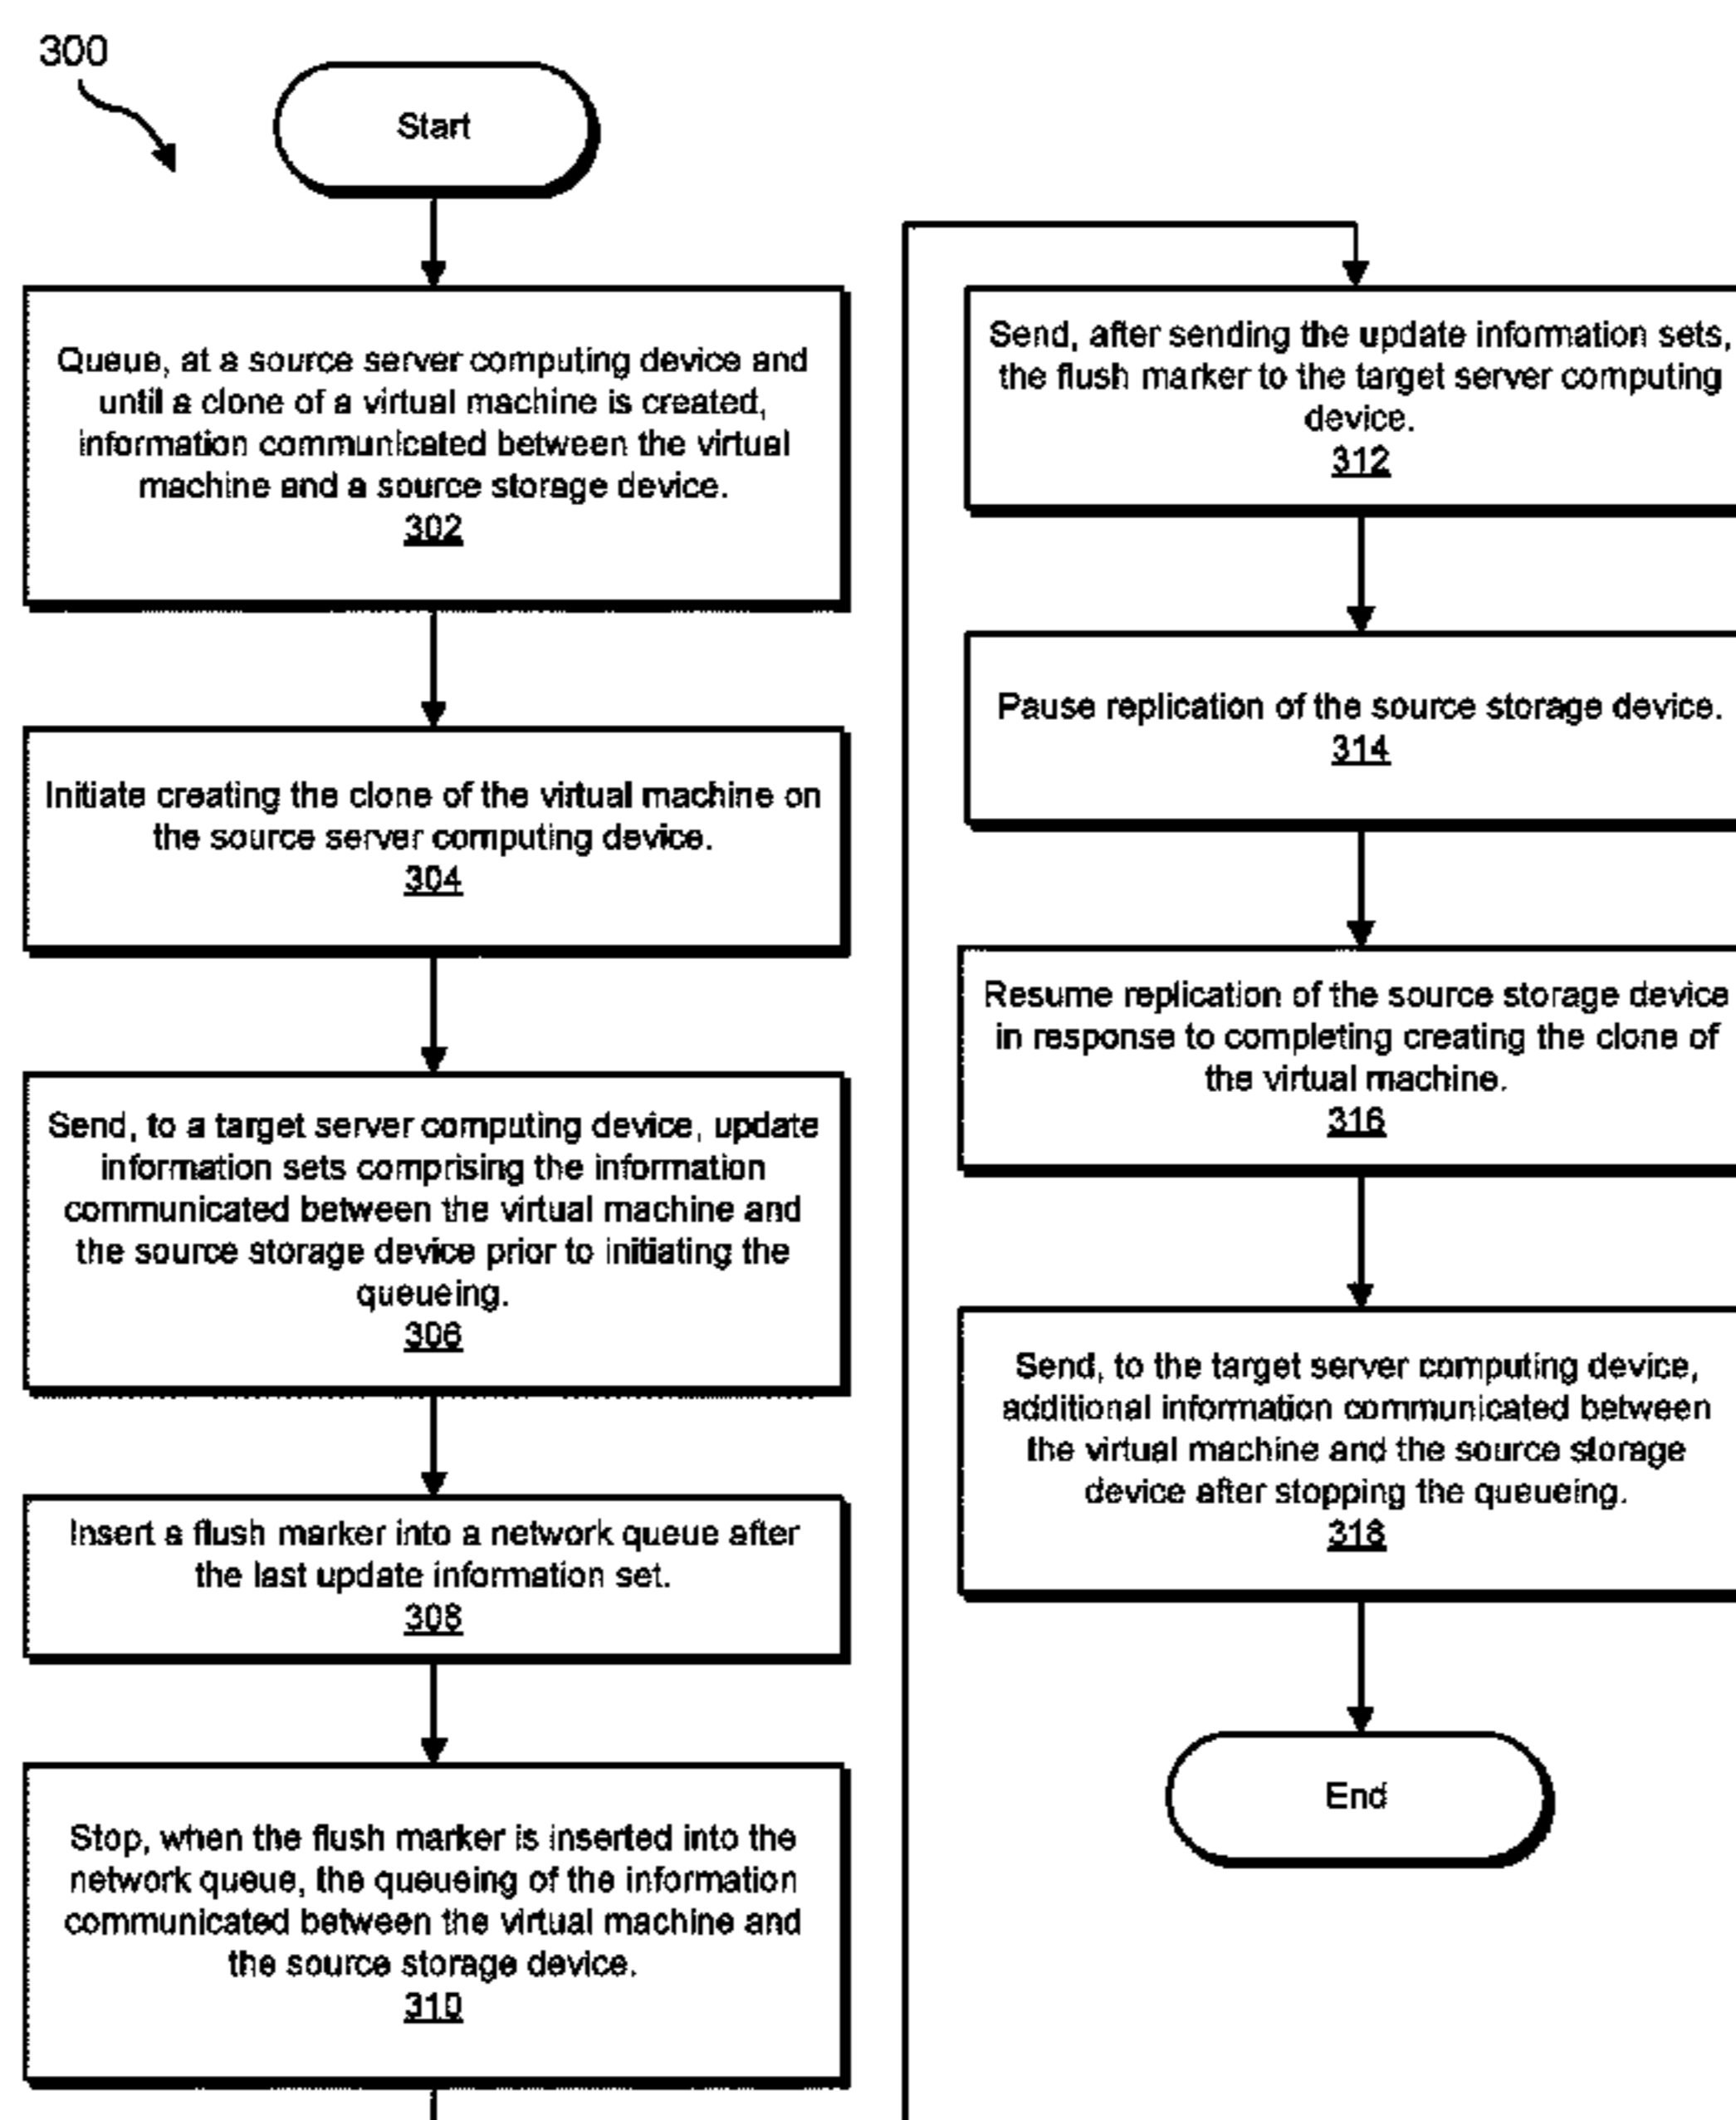 300
Start
Queue, at a source server computing device and
until a clone of a virtual machine is created,
information communicated between the virtual
machine and a source storage device.
302
Initiate creating the clone of the virtual machine on
the source server computing device.
304
Send, to a target server computing device, update
information sets comprising the information
communicated between the virtual machine and
the source storage device prior to initiating the
queueing.
306
Insert a flush marker into a network queue after
the last update information set.
308
Stop, when the flush marker is inserted into the
network queue, the queueing of the information
communicated between the virtual machine and
the source storage device.
310
Send, after sending the update information sets,
the flush marker to the target server computing
device.
312
Pause replication of the source storage device.
314
Resume replication of the source storage device
in response to completing creating the clone of
the virtual machine.
316
Send, to the target server computing device,
additional information communicated between
the virtual machine and the source storage
device after stopping the queueing.
318
End